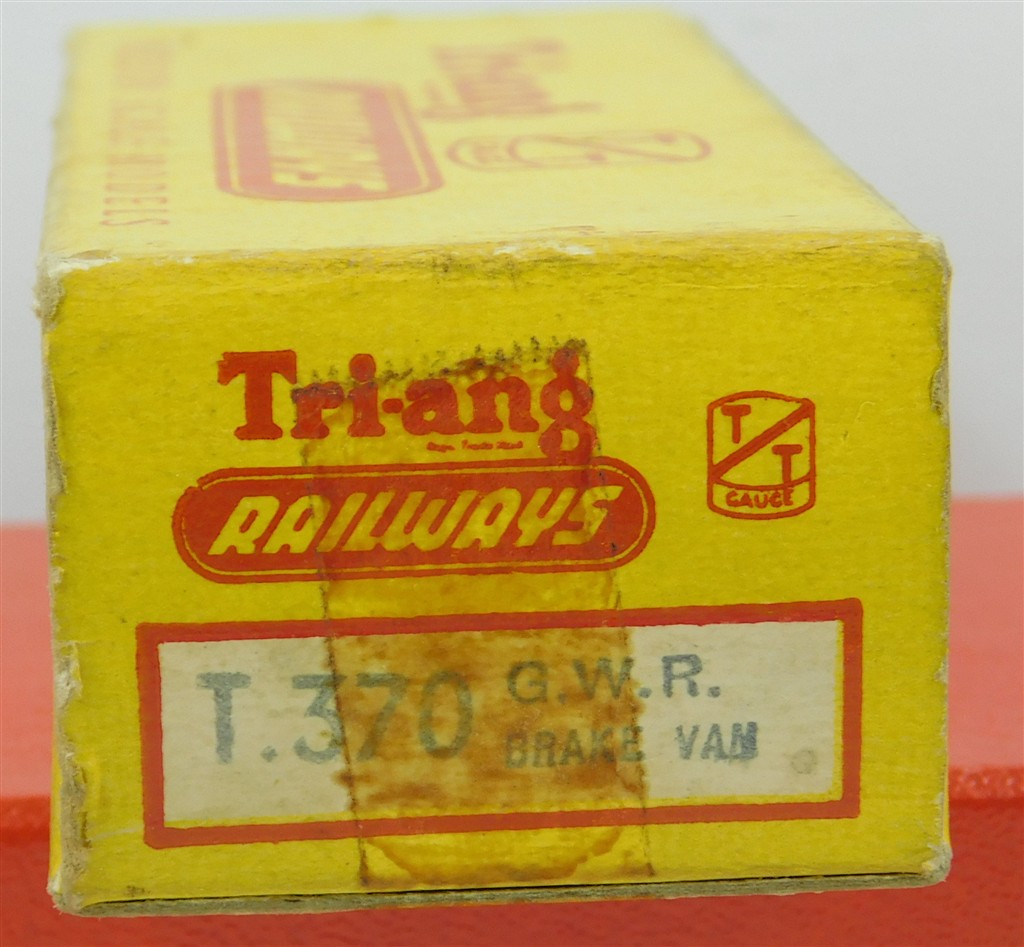 Tri-ang
RAILWAYS
T T
GAUGE
T.370 G.W.R.
BRAKE VAN